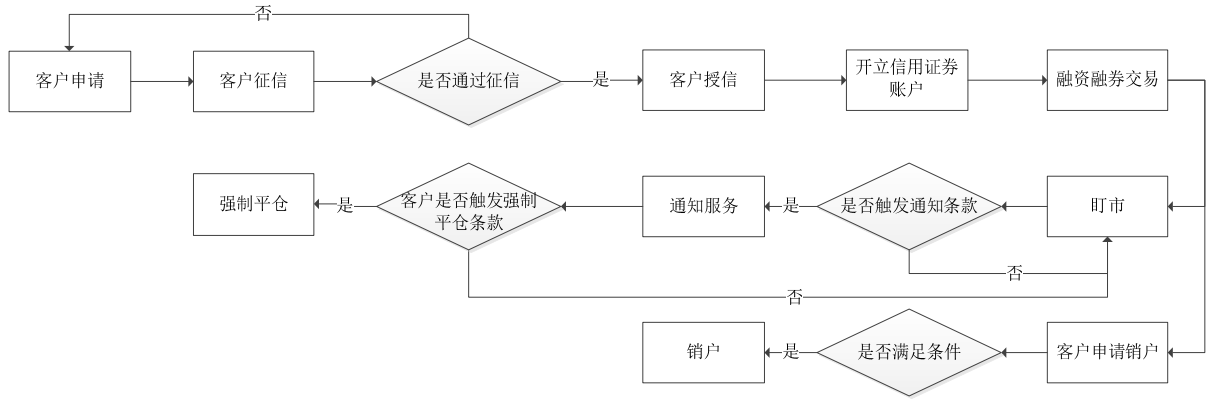 否
客户申请
客户征信
是否通过征信
是
客户授信
开立信用证券
账户
融资融券交易
强制平仓
是
客户是否触发强制
平仓条款
通知服务
是
是否触发通知条款
盯市
否
否
销户
是
是否满足条件
客户申请销户